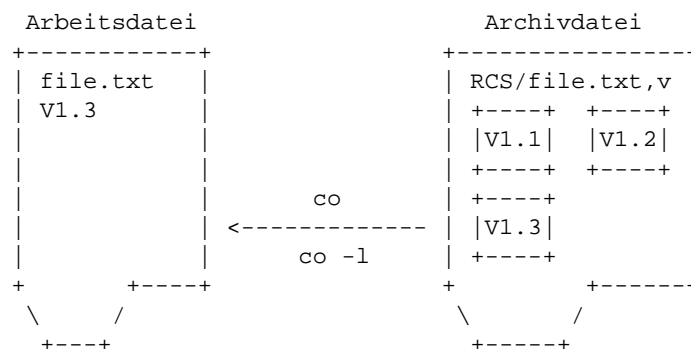 Arbeitsdatei Archivdatei
file.txt RCS/file.txt,v
V1.3
V1.1 V1.2
co
V1.3
co -l